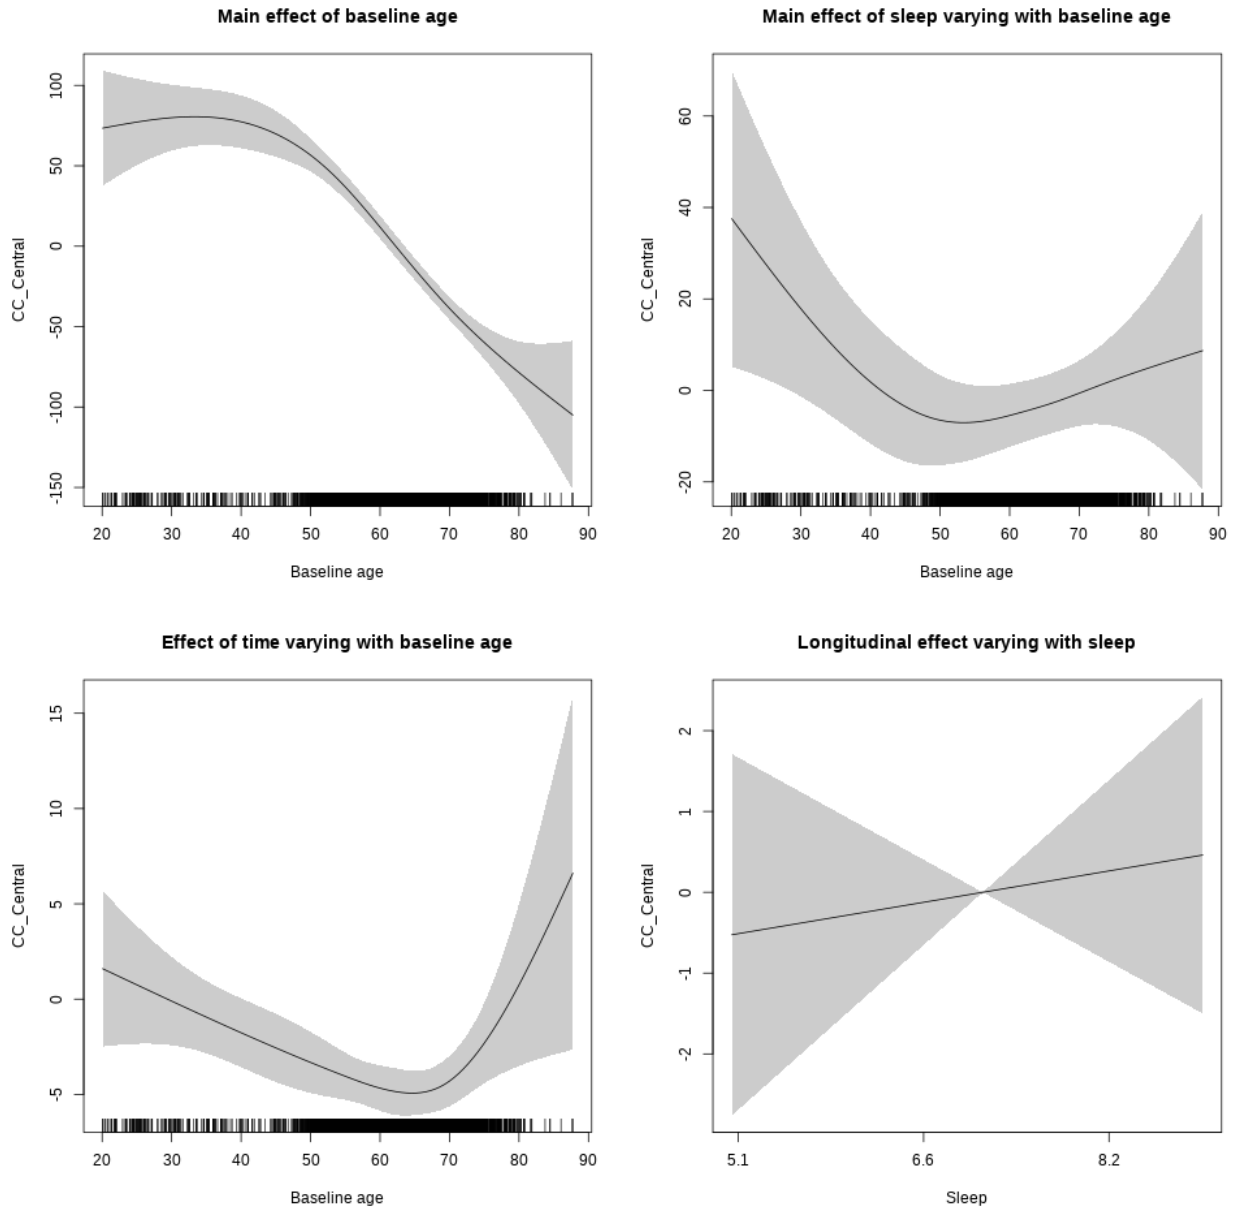 Main effect of baseline age
CC_Central
100
50
0
-50
-100
-150
20 30 40 50 60 70 80 90
Baseline age
Main effect of sleep varying with baseline age
CC_Central
60
40
20
0
-20
20 30 40 50 60 70 80 90
Baseline age
Effect of time varying with baseline age
CC_Central
15
10
5
0
-5
20 30 40 50 60 70 80 90
Baseline age
Longitudinal effect varying with sleep
CC_Central
2
1
0
-1
-2
5.1 6.6 8.2
Sleep